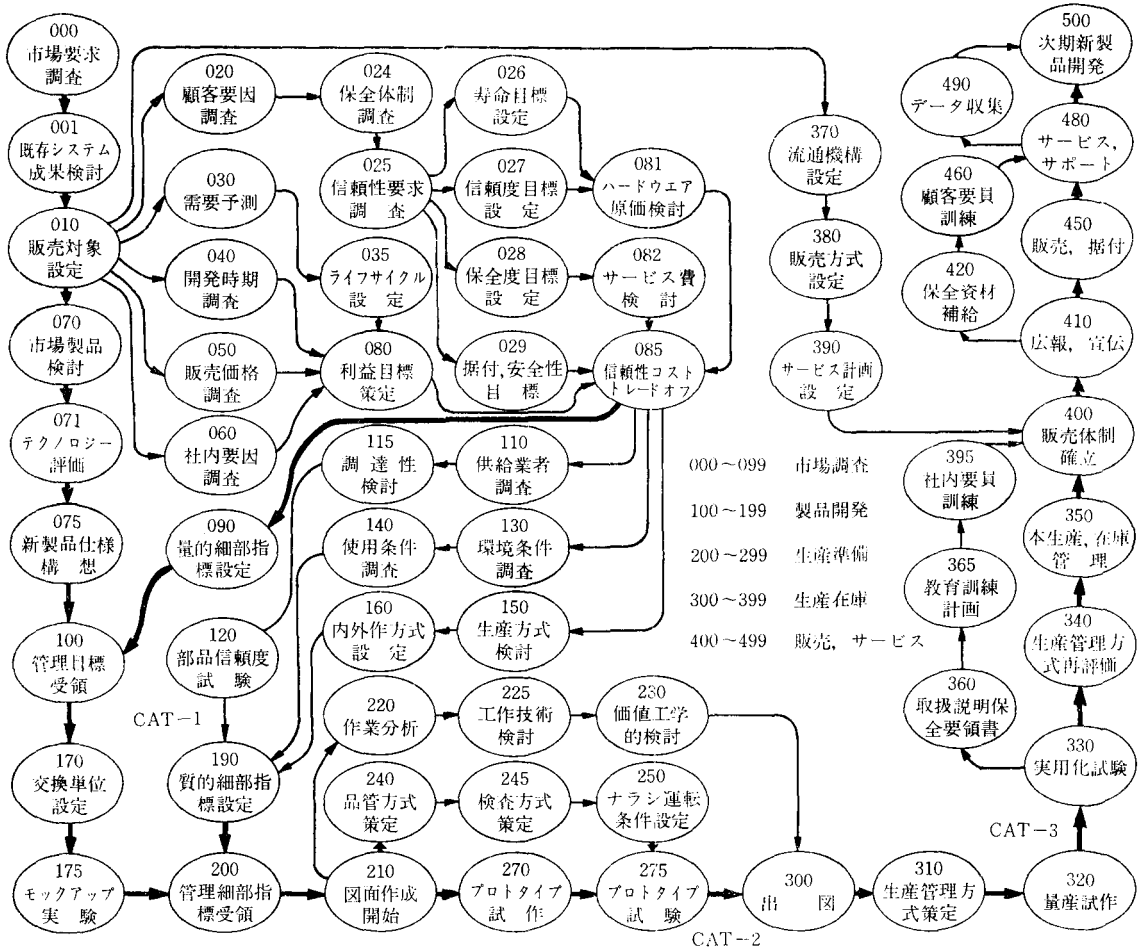 000
市場要求
調査
001
既存システム
成果検討
010
販売対象
設定
070
市場製品
検討
071
テクノロジー
評価
075
新製品仕様
構想
100
管理目標
受領
CAT-1
170
交換単位
設定
175
モックアップ
実験
020
顧客要因
調査
030
需要予測
040
開発時期
調査
050
販売価格
調査
060
社内要因
調査
090
量的細部指
標設定
120
部品信頼度
試験
190
質的細部指
標設定
200
管理細部指
標受領
024
保全体制
調査
025
信頼性要求
調査
035
ライフサイクル
設定
080
利益目標
策定
115
調達性
検討
140
使用条件
調査
160
内外作方式
設定
220
作業分析
240
品管方式
策定
210
図面作成
開始
026
寿命目標
設定
027
信頼度目標
設定
028
保全度目標
設定
029
据付,安全性
目標
110
供給業者
調査
130
環境条件
調査
150
生産方式
検討
225
工作技術
検討
245
検査方式
策定
270
プロトタイプ
試作
081
ハードウエア
原価検討
082
サービス費
検討
085
信頼性コスト
トレードオフ
230
価値工学
的検討
250
ナラシ運転
条件設定
275
プロトタイプ
試験
CAT-2
370
流通機構
設定
380
販売方式
設定
390
サービス計画
設定
000～099 市場調査
100～199 製品開発
200～299 生産準備
300～399 生産在庫
400～499 販売,サービス
300
出図
310
生産管理方
式策定
320
量産試作
CAT-3
330
実用化試験
340
生産管理方
式再評価
350
本生産,在庫
管理
360
取扱説明保
全要領書
365
教育訓練
計画
395
社内要員
訓練
400
販売体制
確立
410
広報,宣伝
420
保全資材
補給
450
販売,据付
460
顧客要員
訓練
480
サービス,
サポート
490
データ収集
500
次期新製
品開発